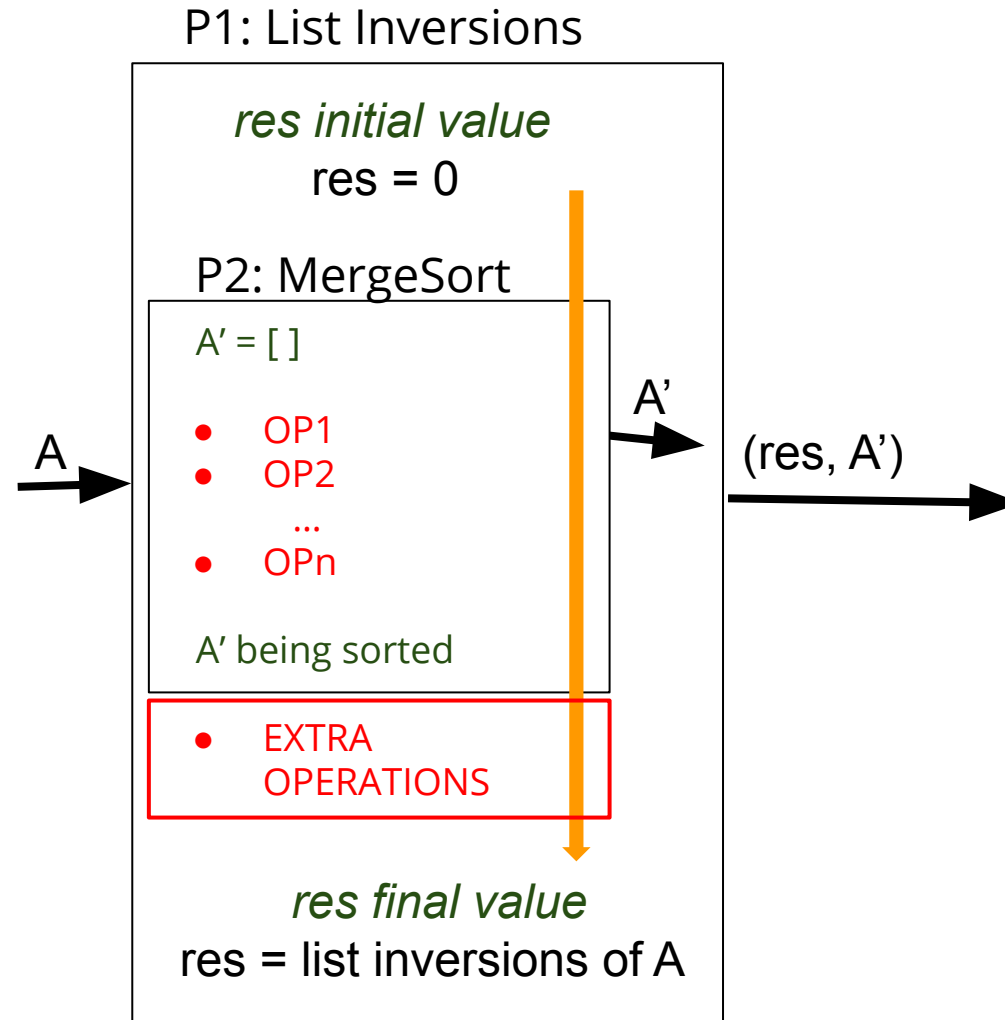 P1: List Inversions
res initial value
res = 0
P2: MergeSort
A’ = [ ]
● OP1
● OP2
...
● OPn
A’ being sorted
A
A’
(res, A’)
● EXTRA
OPERATIONS
res final value
res = list inversions of A